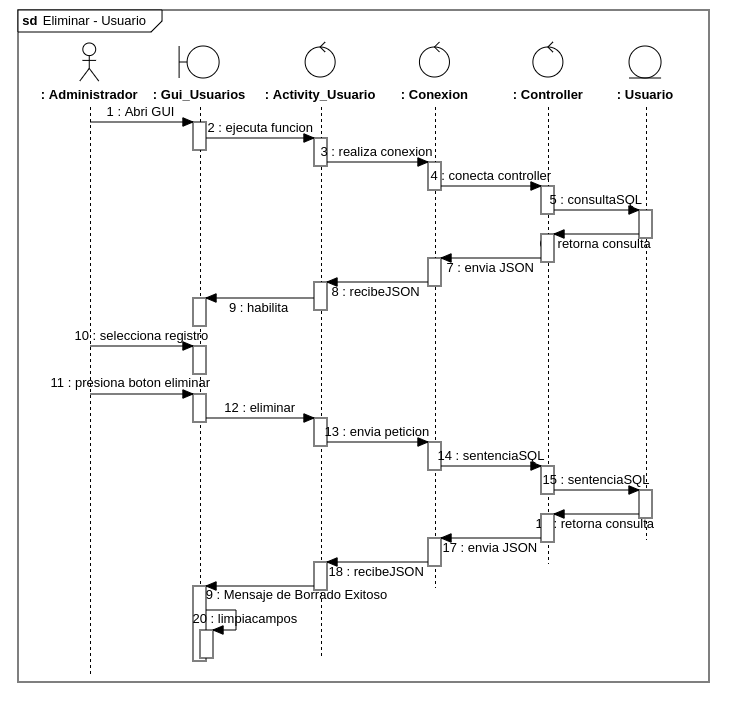 sd Eliminar - Usuario
: Administrador : Gui_Usuarios : Activity_Usuario : Conexion : Controller : Usuario
1 : Abri GUI
2 : ejecuta funcion
3 : realiza conexion
4 : conecta controller
5 : consultaSQL
retorna consulta
7 : envia JSON
8 : recibeJSON
9 : habilita
10 : selecciona registro
11 : presiona boton eliminar
12 : eliminar
13 : envia peticion
14 : sentenciaSQL
15 : sentenciaSQL
1 : retorna consulta
17 : envia JSON
18 : recibeJSON
9 : Mensaje de Borrado Exitoso
20 : limpiacampos